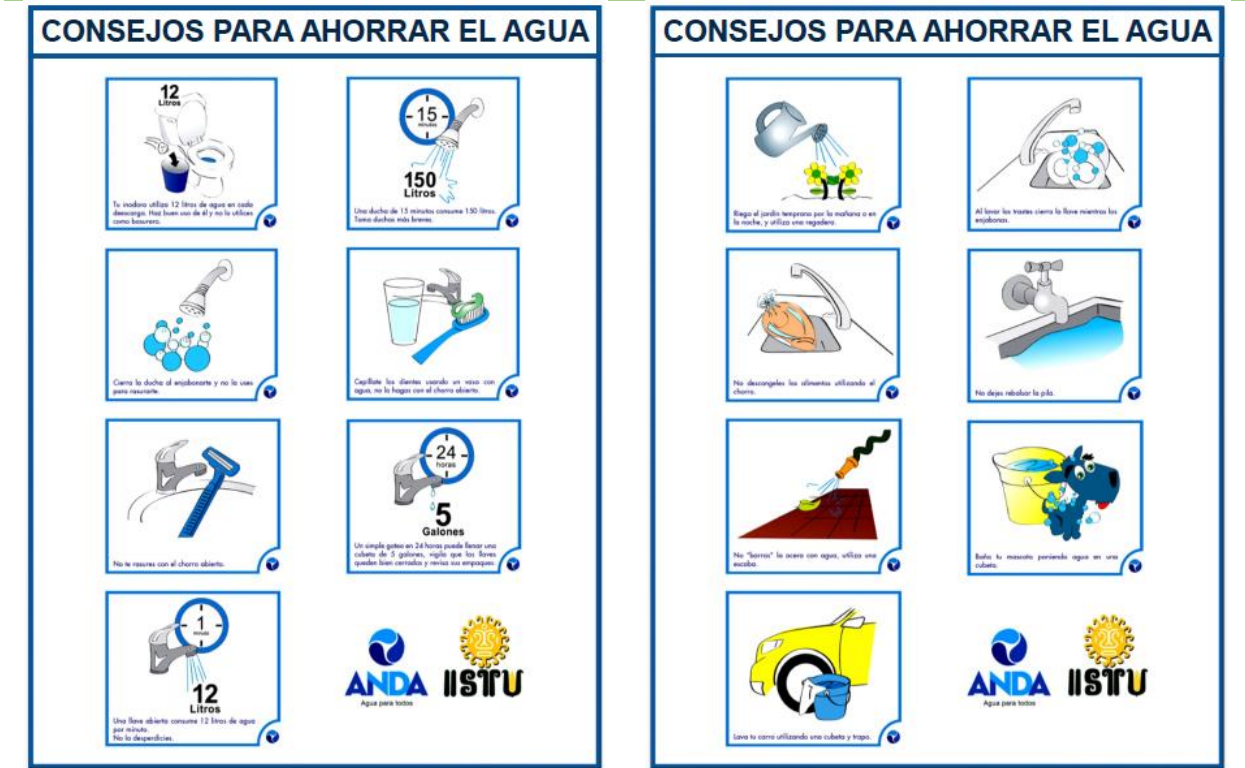 CONSEJOS PARA AHORRAR EL AGUA
12
Litros
Tu inodoro utiliza 12 litros de agua en cada
descarga. Haz buen uso de él y no lo utilices
como basurero.
15
minutos
150
Litros
Una ducha de 15 minutos consume 150 litros.
Toma duchas más breves.
Cierra la ducha al enjabonarte y no la uses
para rasurarte.
Cepíllate los dientes usando un vaso con
agua, no lo hagas con el chorro abierto.
No te rasures con el chorro abierto.
24
horas
5
Galones
Un simple goteo en 24 horas puede llenar una
cubeta de 5 galones, vigila que las llaves
queden bien cerradas y revisa sus empaques.
1
minuto
12
Litros
Una llave abierta consume 12 litros de agua
por minuto.
No la desperdicies.
ANDA
Agua para todos
IISTU
CONSEJOS PARA AHORRAR EL AGUA
Riega el jardín temprano por la mañana o en
la noche, y utiliza una regadera.
Al lavar los trastes cierra la llave mientras los
enjabonas.
No descongeles los alimentos utilizando el
chorro.
No dejes rebalsar la pila.
No "barras" la acera con agua, utiliza una
escoba.
Baña tu mascota poniendo agua en una
cubeta.
Lava tu carro utilizando una cubeta y trapo.
ANDA
Agua para todos
IISTU